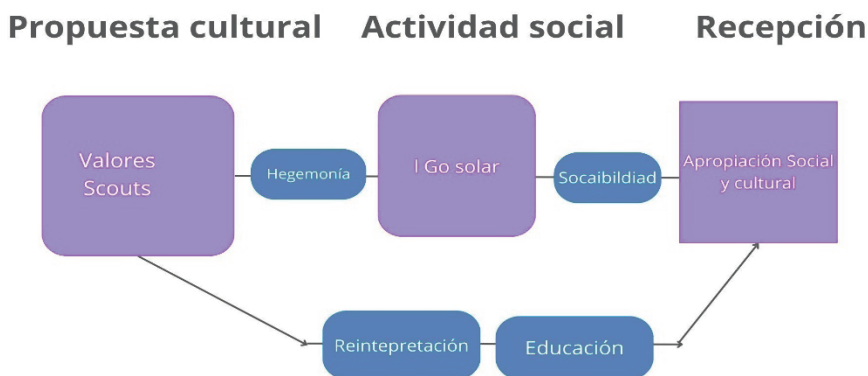 Propuesta cultural Actividad social Recepción
Valores
Scouts
Hegemonía
I Go solar
Socaibildiad
Apropiación Social
y cultural
Reintepretación
Educación